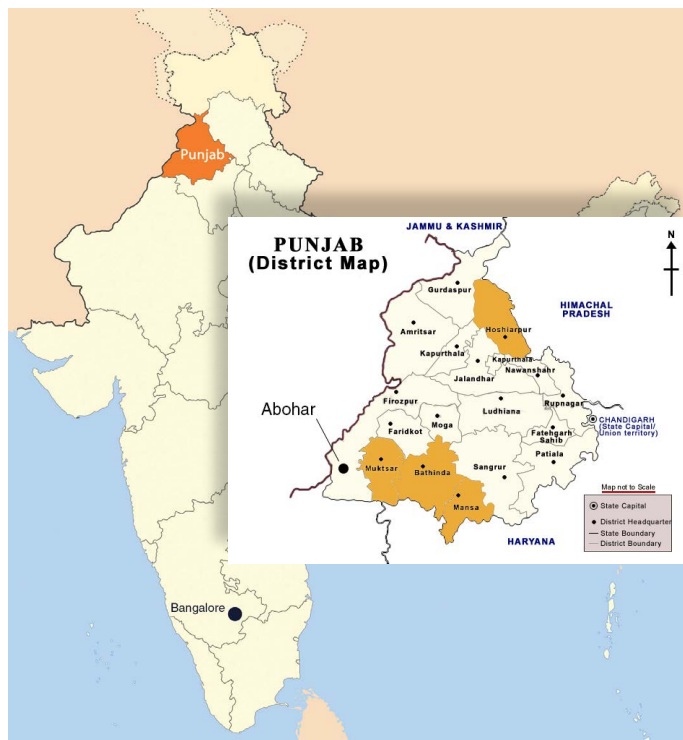 Punjab
JAMMU & KASHMIR
PUNJAB
(District Map)
N
Gurdaspur
HIMACHAL
PRADESH
Amritsar
Hoshiarpur
Kapurthala
Kapurthala
Jalandhar
Nawanshahr
Firozpur
Ludhiana
Rupnagar
Abohar
Faridkot
Moga
CHANDIGARH
(State Capital/
Union territory)
Fatehgarh
Sahib
Patiala
Muktsar
Bathinda
Sangrur
Mansa
Map not to Scale
State Capital
District Headquarter
State Boundary
District Boundary
HARYANA
Bangalore